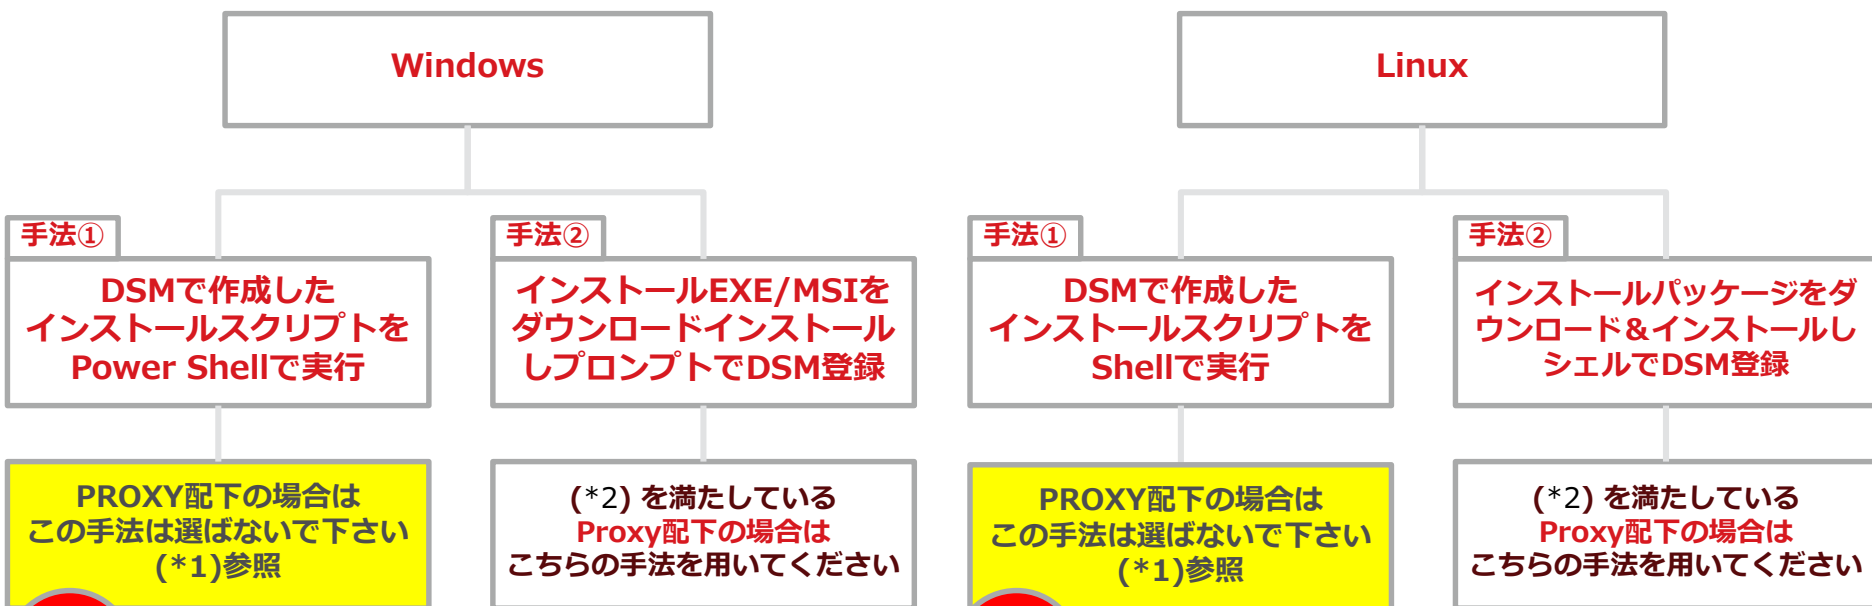 Windows
手法①
DSMで作成した
インストールスクリプトを
Power Shellで実行
PROXY配下の場合は
この手法は選ばないで下さい
(*1)参照
手法②
インストールEXE/MSIを
ダウンロードインストール
しプロンプトでDSM登録
(*2) を満たしている
Proxy配下の場合は
こちらの手法を用いてください
Linux
手法①
DSMで作成した
インストールスクリプトを
Shellで実行
PROXY配下の場合は
この手法は選ばないで下さい
(*1)参照
手法②
インストールパッケージをダ
ウンロード＆インストールし
シェルでDSM登録
(*2) を満たしている
Proxy配下の場合は
こちらの手法を用いてください